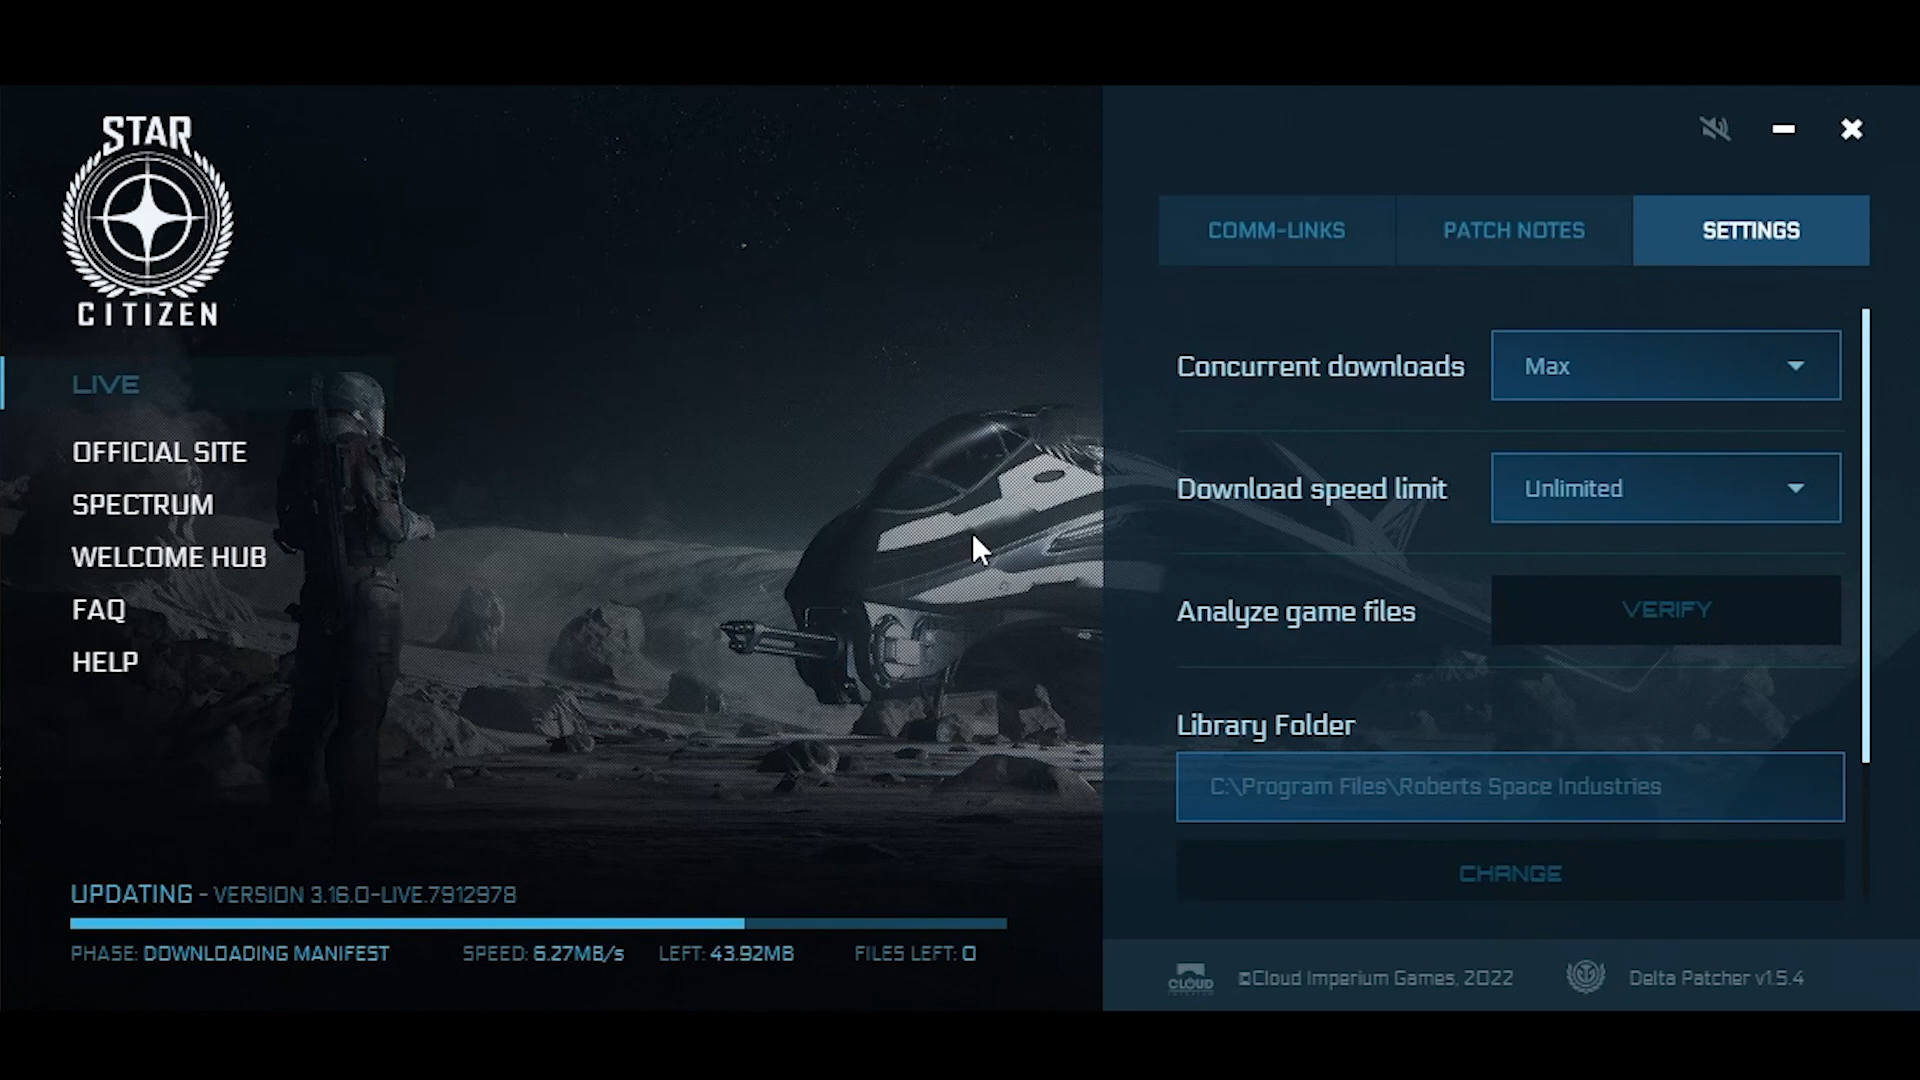 STAR
CITIZEN
LIVE
OFFICIAL SITE
SPECTRUM
WELCOME HUB
FAQ
HELP
UPDATING - VERSION 3.16.0-LIVE.7912978
PHASE: DOWNLOADING MANIFEST SPEED: 6.27MB/s LEFT: 43.92MB FILES LEFT: 0
COMM-LINKS PATCH NOTES SETTINGS
Concurrent downloads Max
Download speed limit Unlimited
Analyze game files VERIFY
Library Folder
C:\Program Files\Roberts Space Industries
CHANGE
CLOUD
©Cloud Imperium Games, 2022 Delta Patcher v1.5.4